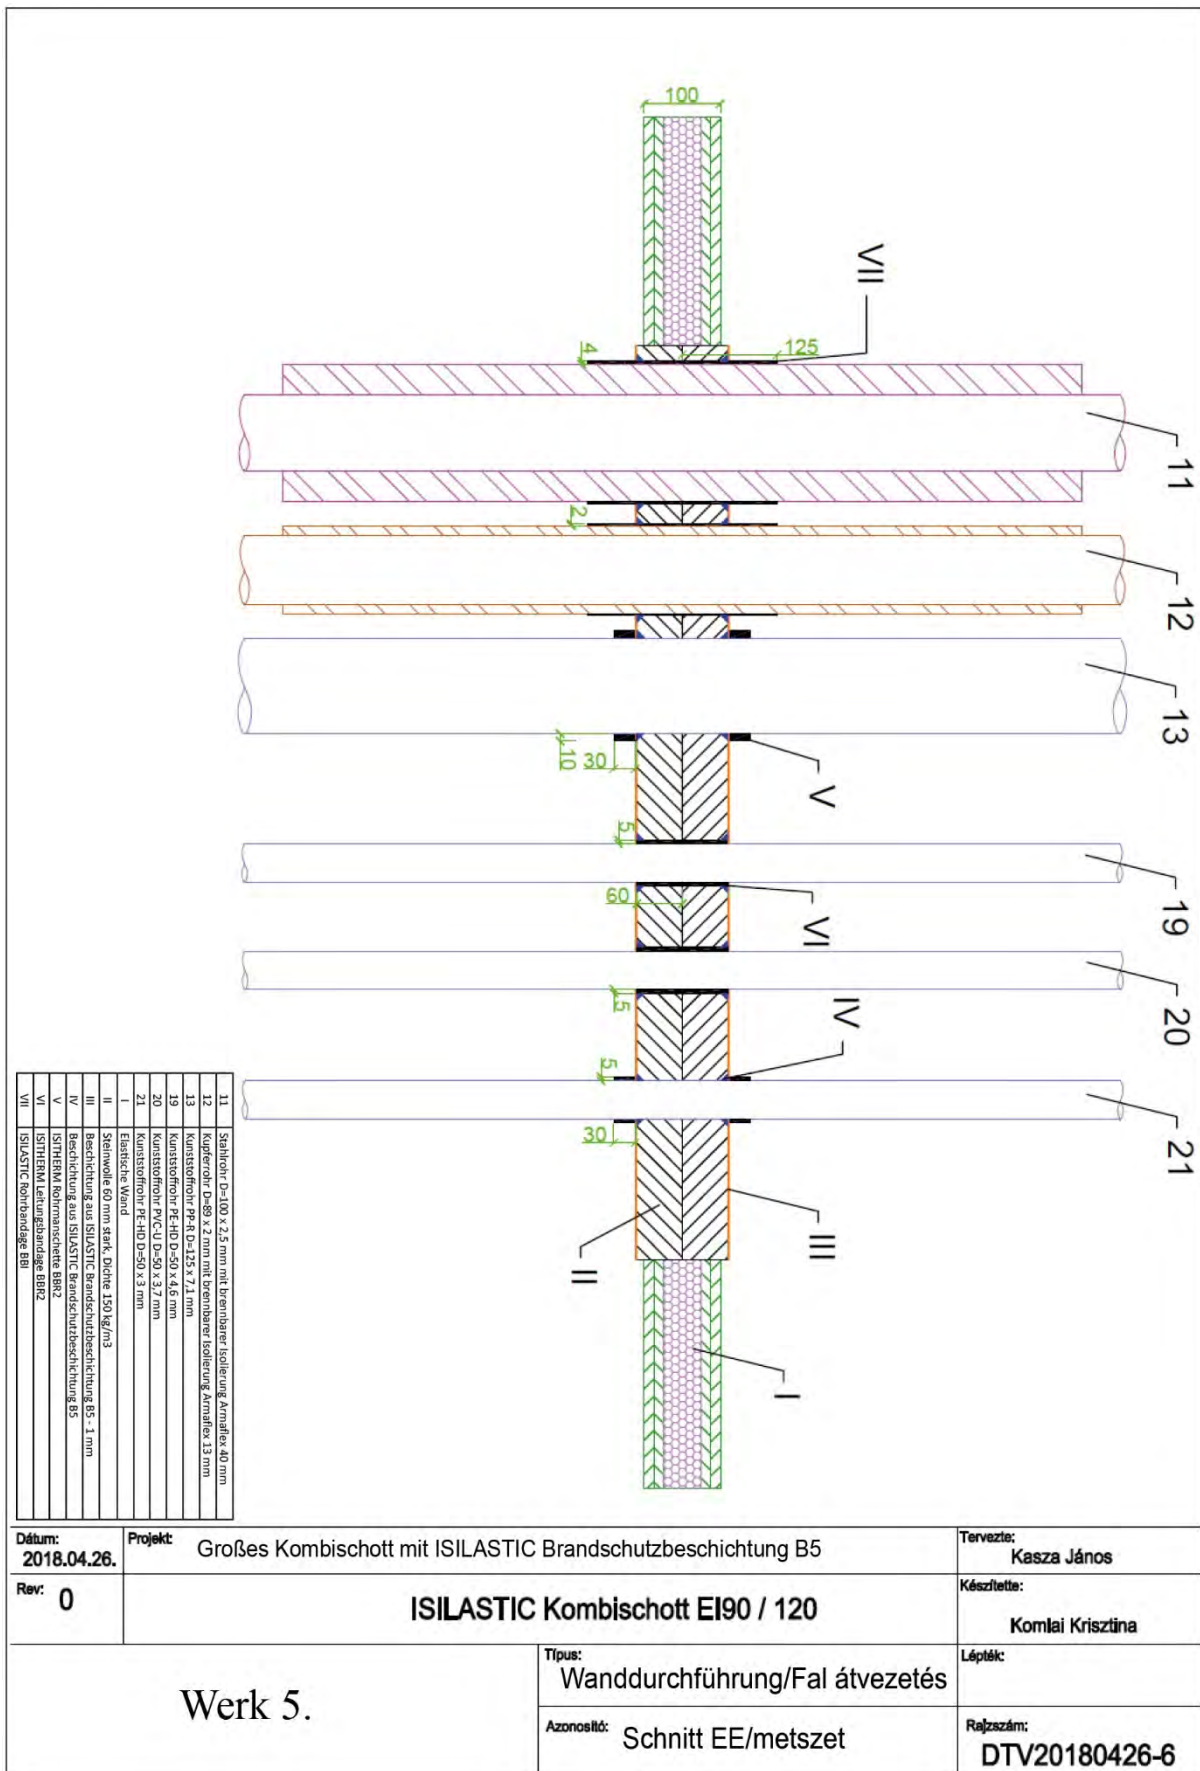 100
VII
4
125
11
2
12
13
10
30
V
5
19
60
VI
20
5
IV
5
21
30
III
II
I
11 Stahlrohr D=100 x 2,5 mm mit brennbarer Isolierung Armaflex 40 mm
12 Kupferrohr D=89 x 2 mm mit brennbarer Isolierung Armaflex 13 mm
13 Kunststoffrohr PP-R D=125 x 7,1 mm
19 Kunststoffrohr PE-HD D=50 x 4,6 mm
20 Kunststoffrohr PVC-U D=50 x 3,7 mm
21 Kunststoffrohr PE-HD D=50 x 3 mm
I Elastische Wand
II Steinwolle 60 mm stark, Dichte 150 kg/m3
III Beschichtung aus ISILASTIC Brandschutzbeschichtung B5 - 1 mm
IV Beschichtung aus ISILASTIC Brandschutzbeschichtung B5
V ISITHERM Rohrmanschette BBR2
VI ISITHERM Leitungsbandage BBR2
VII ISILASTIC Rohrbandage BBI
Dátum:
2018.04.26.
Projekt: Großes Kombischott mit ISILASTIC Brandschutzbeschichtung B5
Tervezte:
Kasza János
Rev: 0
ISILASTIC Kombischott EI90 / 120
Készítette:
Komlai Krisztina
Werk 5.
Típus:
Wanddurchführung/Fal átvezetés
Lépték:
Azonosító: Schnitt EE/metszet
Rajzszám:
DTV20180426-6